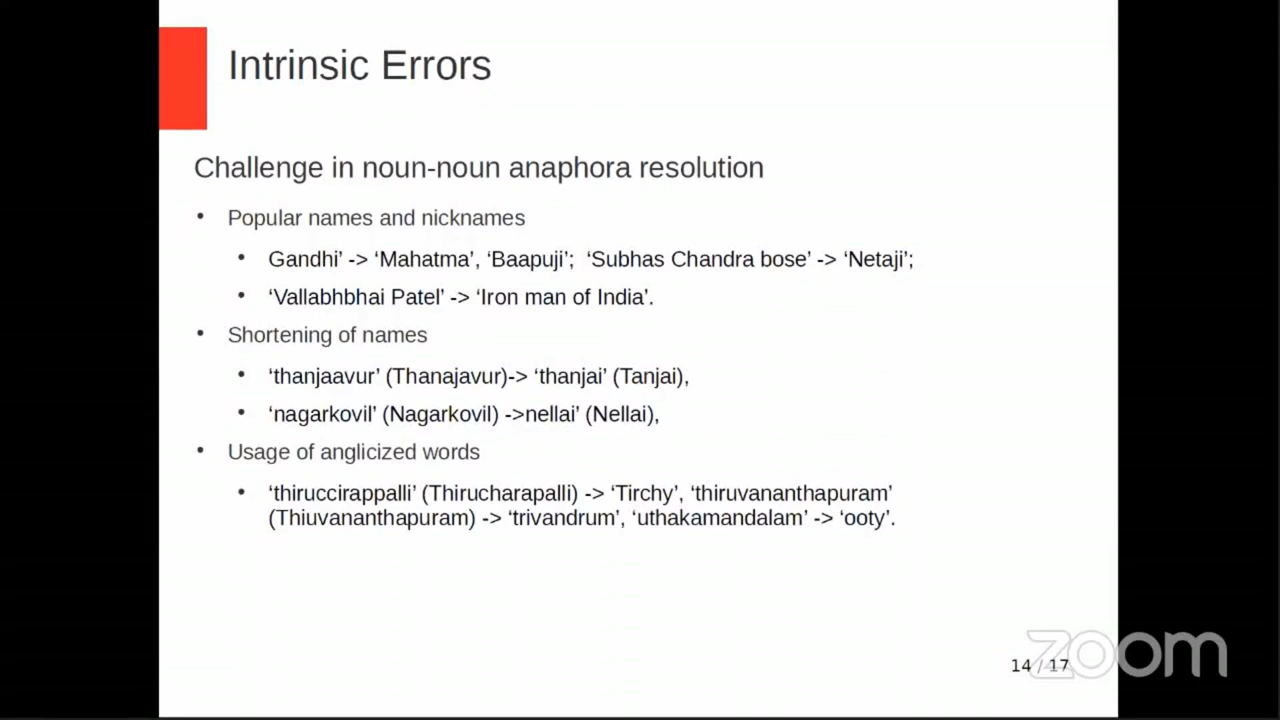 Intrinsic Errors
Challenge in noun-noun anaphora resolution
• Popular names and nicknames
• Gandhi’ -> ‘Mahatma’, ‘Baapuji’;  ‘Subhas Chandra bose’ -> ‘Netaji’;
• ‘Vallabhbhai Patel’ -> ‘Iron man of India’.
• Shortening of names
• ‘thanjaavur’ (Thanajavur)-> ‘thanjai’ (Tanjai),
• ‘nagarkovil’ (Nagarkovil) ->nellai’ (Nellai),
• Usage of anglicized words
• ‘thiruccirappalli’ (Thirucharapalli) -> ‘Tirchy’, ‘thiruvananthapuram’
(Thiuvananthapuram) -> ‘trivandrum’, ‘uthakamandalam’ -> ‘ooty’.
14 / 17
zoom